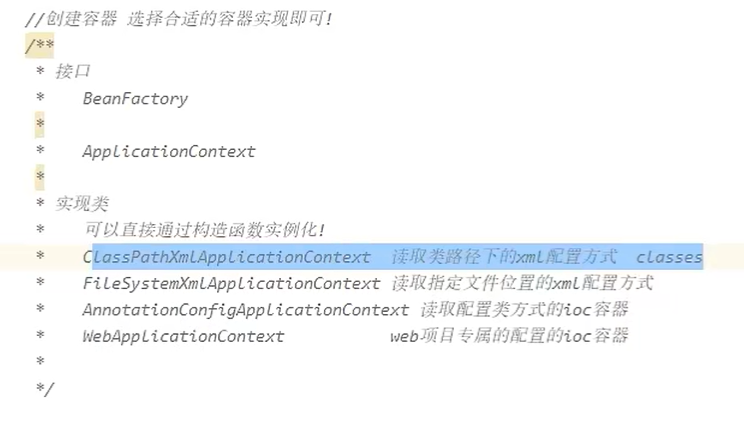 //创建容器 选择合适的容器实现即可!
/**
* 接口
* BeanFactory
*
* ApplicationContext
*
* 实现类
* 可以直接通过构造函数实例化!
* ClassPathXmlApplicationContext 读取类路径下的xml配置方式 classes
* FileSystemXmlApplicationContext 读取指定文件位置的xml配置方式
* AnnotationConfigApplicationContext 读取配置类方式的ioc容器
* WebApplicationContext web项目专属的配置的ioc容器
*
*/